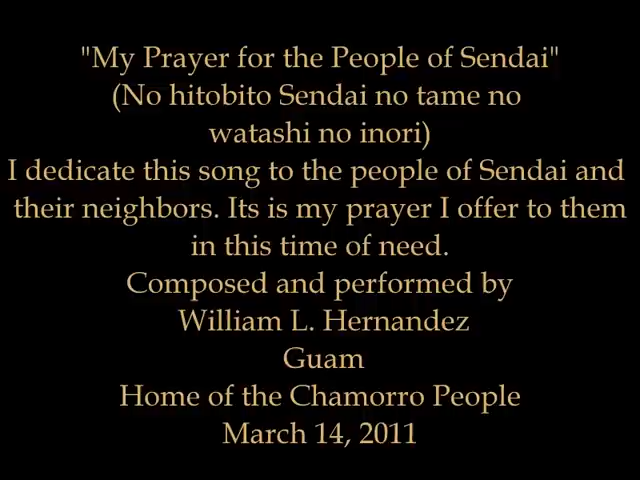 "My Prayer for the People of Sendai"
(No hitobito Sendai no tame no
watashi no inori)
I dedicate this song to the people of Sendai and
their neighbors. Its is my prayer I offer to them
in this time of need.
Composed and performed by
William L. Hernandez
Guam
Home of the Chamorro People
March 14, 2011